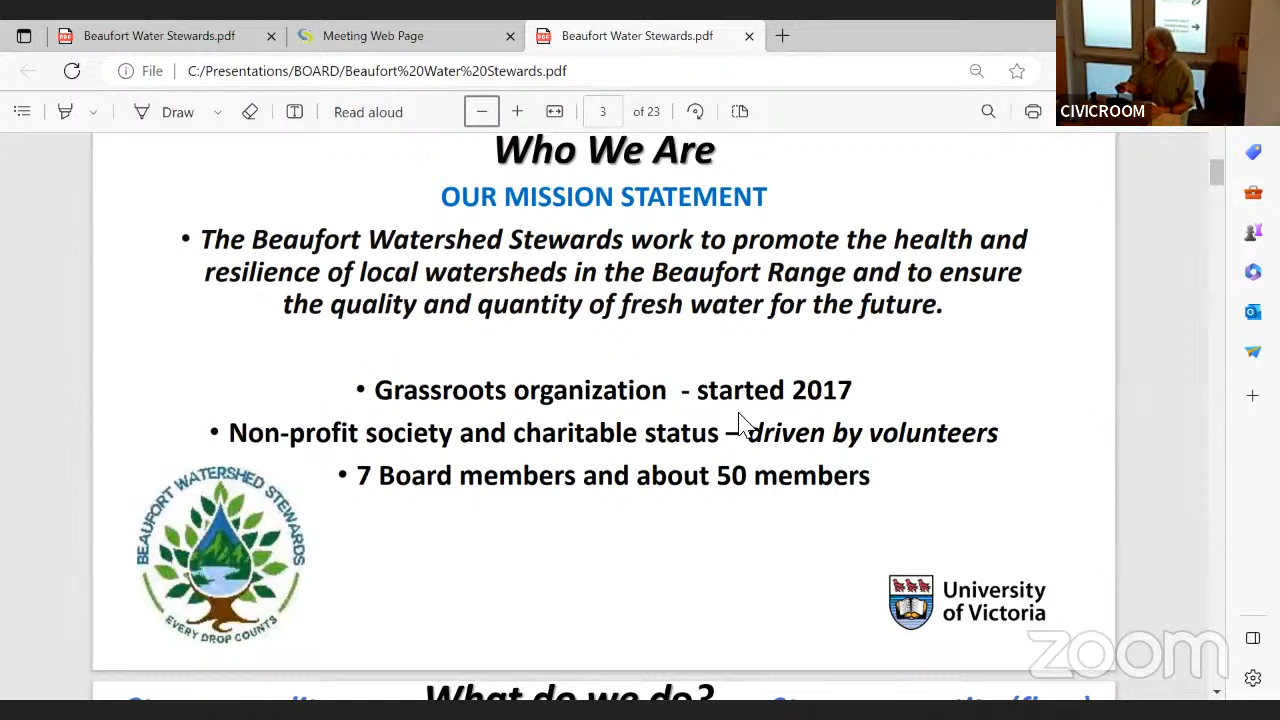 Beaufort Water Stewards.pdf
Meeting Web Page
Beaufort Water Stewards.pdf
File
C:/Presentations/BOARD/Beaufort%20Water%20Stewards.pdf
Draw
Read aloud
3 of 23
CIVICROOM
Who We Are
OUR MISSION STATEMENT
• The Beaufort Watershed Stewards work to promote the health and
resilience of local watersheds in the Beaufort Range and to ensure
the quality and quantity of fresh water for the future.
• Grassroots organization - started 2017
• Non-profit society and charitable status – driven by volunteers
• 7 Board members and about 50 members
BEAUFORT WATERSHED STEWARDS
EVERY DROP COUNTS
University
of Victoria
zoom
What do we do?